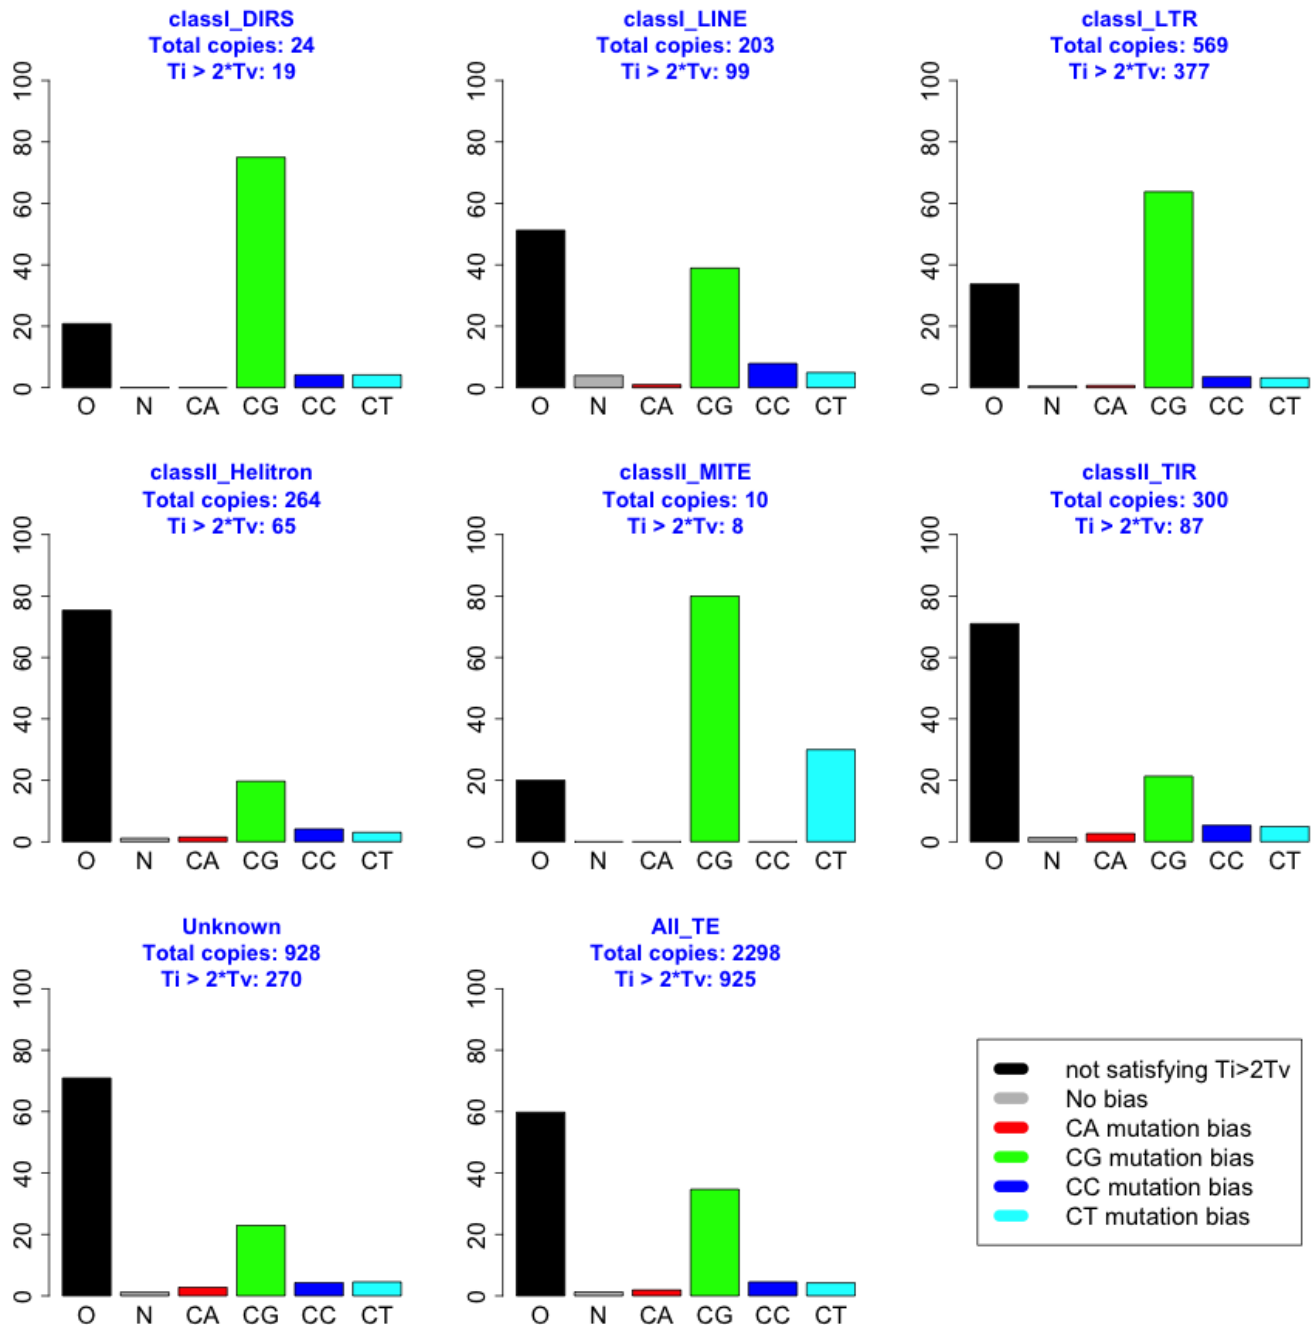 classI_DIRS
Total copies: 24
Ti > 2*Tv: 19
0 20 40 60 80 100
O N CA CG CC CT
classI_LINE
Total copies: 203
Ti > 2*Tv: 99
0 20 40 60 80 100
O N CA CG CC CT
classI_LTR
Total copies: 569
Ti > 2*Tv: 377
0 20 40 60 80 100
O N CA CG CC CT
classII_Helitron
Total copies: 264
Ti > 2*Tv: 65
0 20 40 60 80 100
O N CA CG CC CT
classII_MITE
Total copies: 10
Ti > 2*Tv: 8
0 20 40 60 80 100
O N CA CG CC CT
classII_TIR
Total copies: 300
Ti > 2*Tv: 87
0 20 40 60 80 100
O N CA CG CC CT
Unknown
Total copies: 928
Ti > 2*Tv: 270
0 20 40 60 80 100
O N CA CG CC CT
All_TE
Total copies: 2298
Ti > 2*Tv: 925
0 20 40 60 80 100
O N CA CG CC CT
not satisfying Ti>2Tv
No bias
CA mutation bias
CG mutation bias
CC mutation bias
CT mutation bias